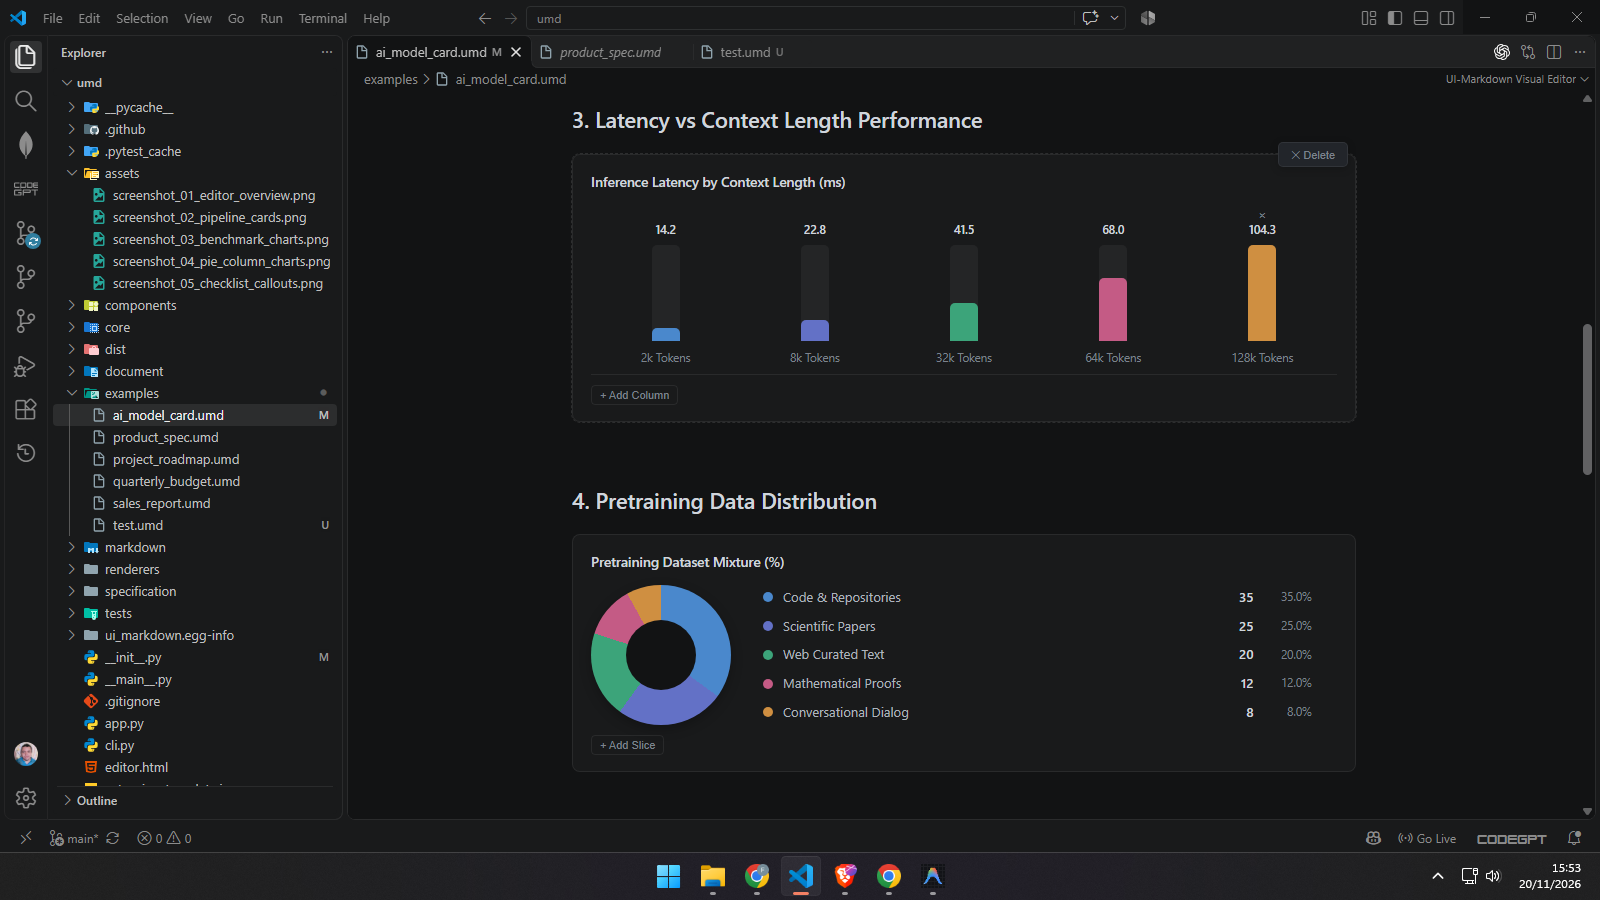 File Edit Selection View Go Run Terminal Help
umd
Explorer
umd
__pycache__
.github
.pytest_cache
assets
screenshot_01_editor_overview.png
screenshot_02_pipeline_cards.png
screenshot_03_benchmark_charts.png
screenshot_04_pie_column_charts.png
screenshot_05_checklist_callouts.png
components
core
dist
document
examples
ai_model_card.umd M
product_spec.umd
project_roadmap.umd
quarterly_budget.umd
sales_report.umd
test.umd U
markdown
renderers
specification
tests
ui_markdown.egg-info
__init__.py M
__main__.py
.gitignore
app.py
cli.py
editor.html
Outline
CODE GPT
ai_model_card.umd M
product_spec.umd
test.umd U
examples > ai_model_card.umd
UI-Markdown Visual Editor
3. Latency vs Context Length Performance
Delete
Inference Latency by Context Length (ms)
14.2 22.8 41.5 68.0 104.3
2k Tokens 8k Tokens 32k Tokens 64k Tokens 128k Tokens
+ Add Column
4. Pretraining Data Distribution
Pretraining Dataset Mixture (%)
Code & Repositories 35 35.0%
Scientific Papers 25 25.0%
Web Curated Text 20 20.0%
Mathematical Proofs 12 12.0%
Conversational Dialog 8 8.0%
+ Add Slice
main* 0 0
Go Live CODEGPT
15:53
20/11/2026